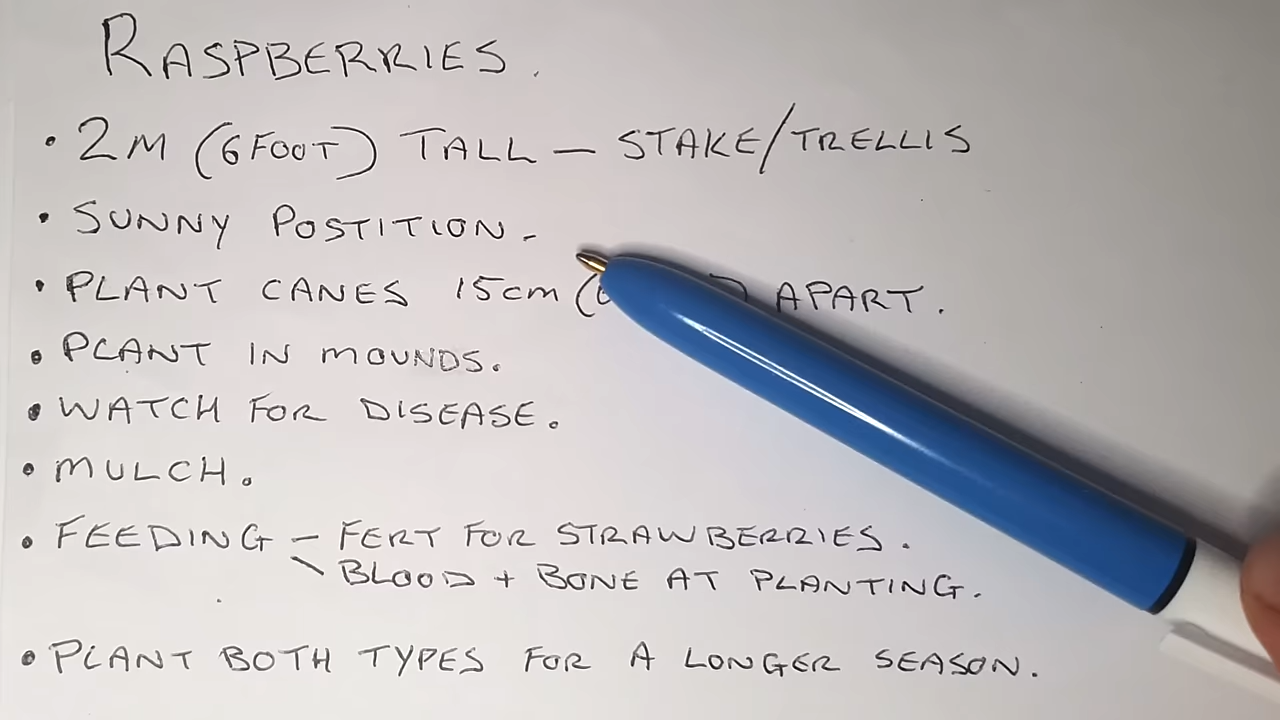 RASPBERRIES.
• 2M (6FOOT) TALL – STAKE/TRELLIS
• SUNNY POSTITION.
• PLANT CANES 15cm ( ) APART.
• PLANT IN MOUNDS.
• WATCH FOR DISEASE.
• MULCH.
• FEEDING – FERT FOR STRAWBERRIES.
\ BLOOD + BONE AT PLANTING.
• PLANT BOTH TYPES FOR A LONGER SEASON.